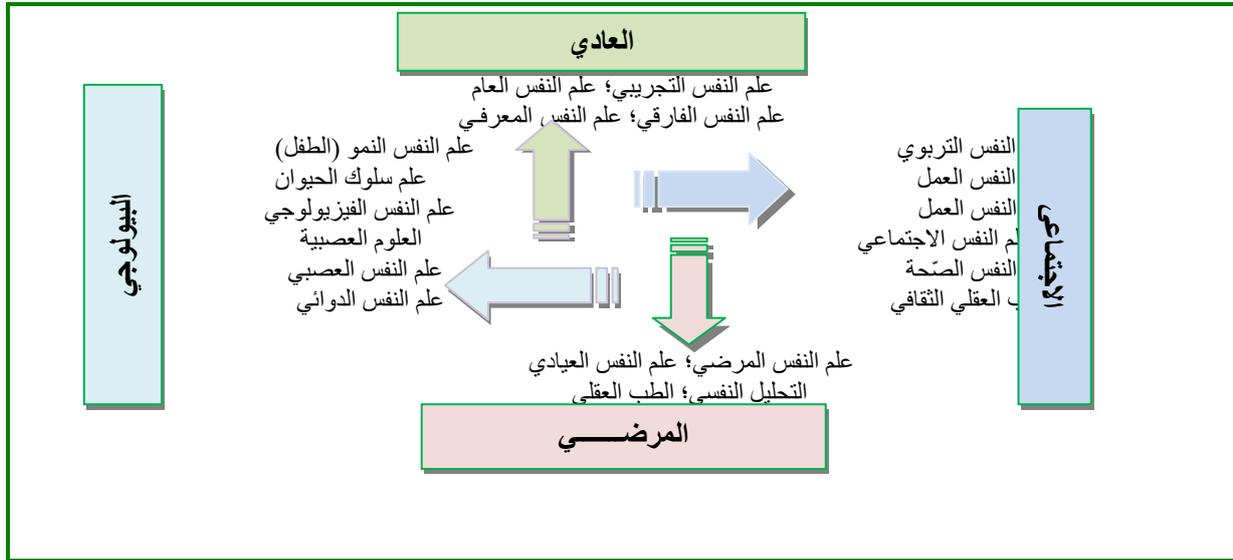 العادي
علم النفس التجريبي؛ علم النفس العام
علم النفس الفارقي؛ علم النفس المعرفي
الاجتماعي
النفس التربوي
النفس العمل
النفس العمل
النفس الاجتماعي
النفس الصّحة
العقلي الثقافي
علم النفس النمو (الطفل)
علم سلوك الحيوان
علم النفس الفيزيولوجي
العلوم العصبية
علم النفس العصبي
علم النفس الدوائي
البيولوجي
علم النفس المرضي؛ علم النفس العيادي
التحليل النفسي؛ الطب العقلي
المرضــــــي